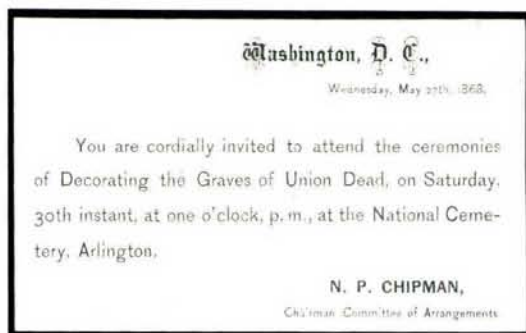 Washington, D. C.,
Wednesday, May 27th, 1868.
You are cordially invited to attend the ceremonies
of Decorating the Graves of Union Dead, on Saturday,
30th instant, at one o'clock, p. m., at the National Ceme-
tery, Arlington.
N. P. CHIPMAN,
Chairman Committee of Arrangements